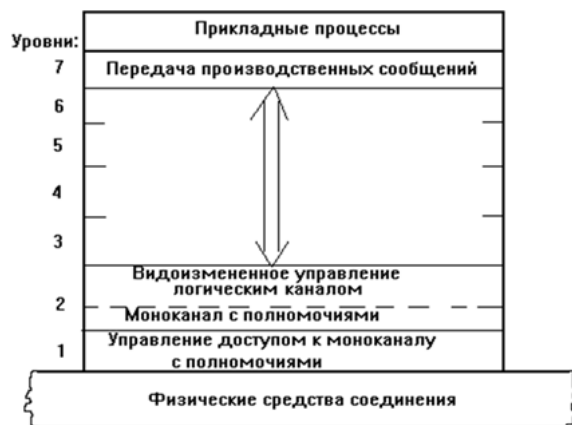 Прикладные процессы
Уровни:
7
Передача производственных сообщений
6
5
4
3
Видоизмененное управление
логическим каналом
2
Моноканал с полномочиями
Управление доступом к моноканалу
1
с полномочиями
Физические средства соединения